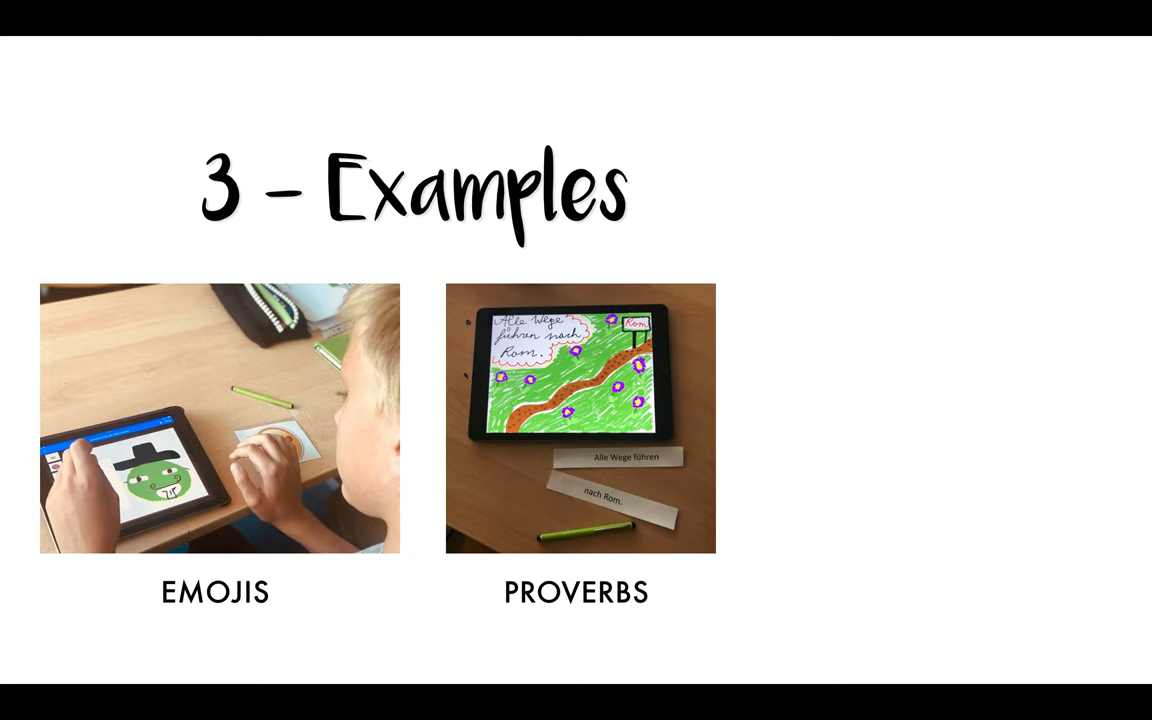 3 - Examples
Alle Wege
führen nach
Rom.
Rom
Alle Wege führen
nach Rom.
EMOJIS
PROVERBS